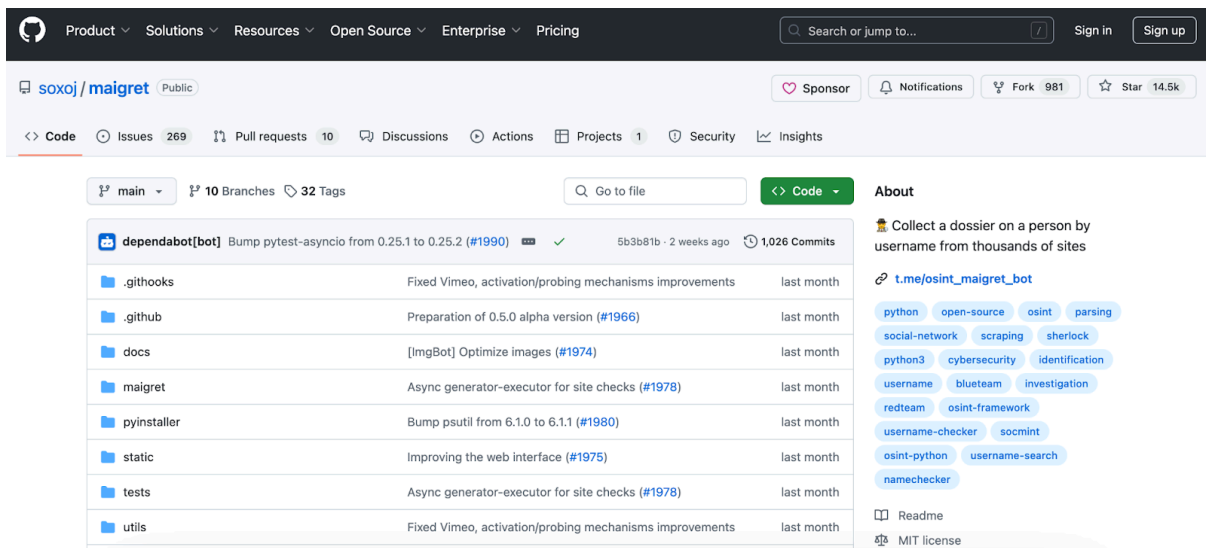 Product Solutions Resources Open Source Enterprise Pricing Search or jump to... / Sign in Sign up
soxoj / maigret Public Sponsor Notifications Fork 981 Star 14.5k
<> Code Issues 269 Pull requests 10 Discussions Actions Projects 1 Security Insights
main 10 Branches 32 Tags Go to file <> Code
dependabot[bot] Bump pytest-asyncio from 0.25.1 to 0.25.2 (#1990) 5b3b81b · 2 weeks ago 1,026 Commits
.githooks Fixed Vimeo, activation/probing mechanisms improvements last month
.github Preparation of 0.5.0 alpha version (#1966) last month
docs [ImgBot] Optimize images (#1974) last month
maigret Async generator-executor for site checks (#1978) last month
pyinstaller Bump psutil from 6.1.0 to 6.1.1 (#1980) last month
static Improving the web interface (#1975) last month
tests Async generator-executor for site checks (#1978) last month
utils Fixed Vimeo, activation/probing mechanisms improvements last month
About
Collect a dossier on a person by
username from thousands of sites
t.me/osint_maigret_bot
python open-source osint parsing
social-network scraping sherlock
python3 cybersecurity identification
username blueteam investigation
redteam osint-framework
username-checker socmint
osint-python username-search
namechecker
Readme
MIT license